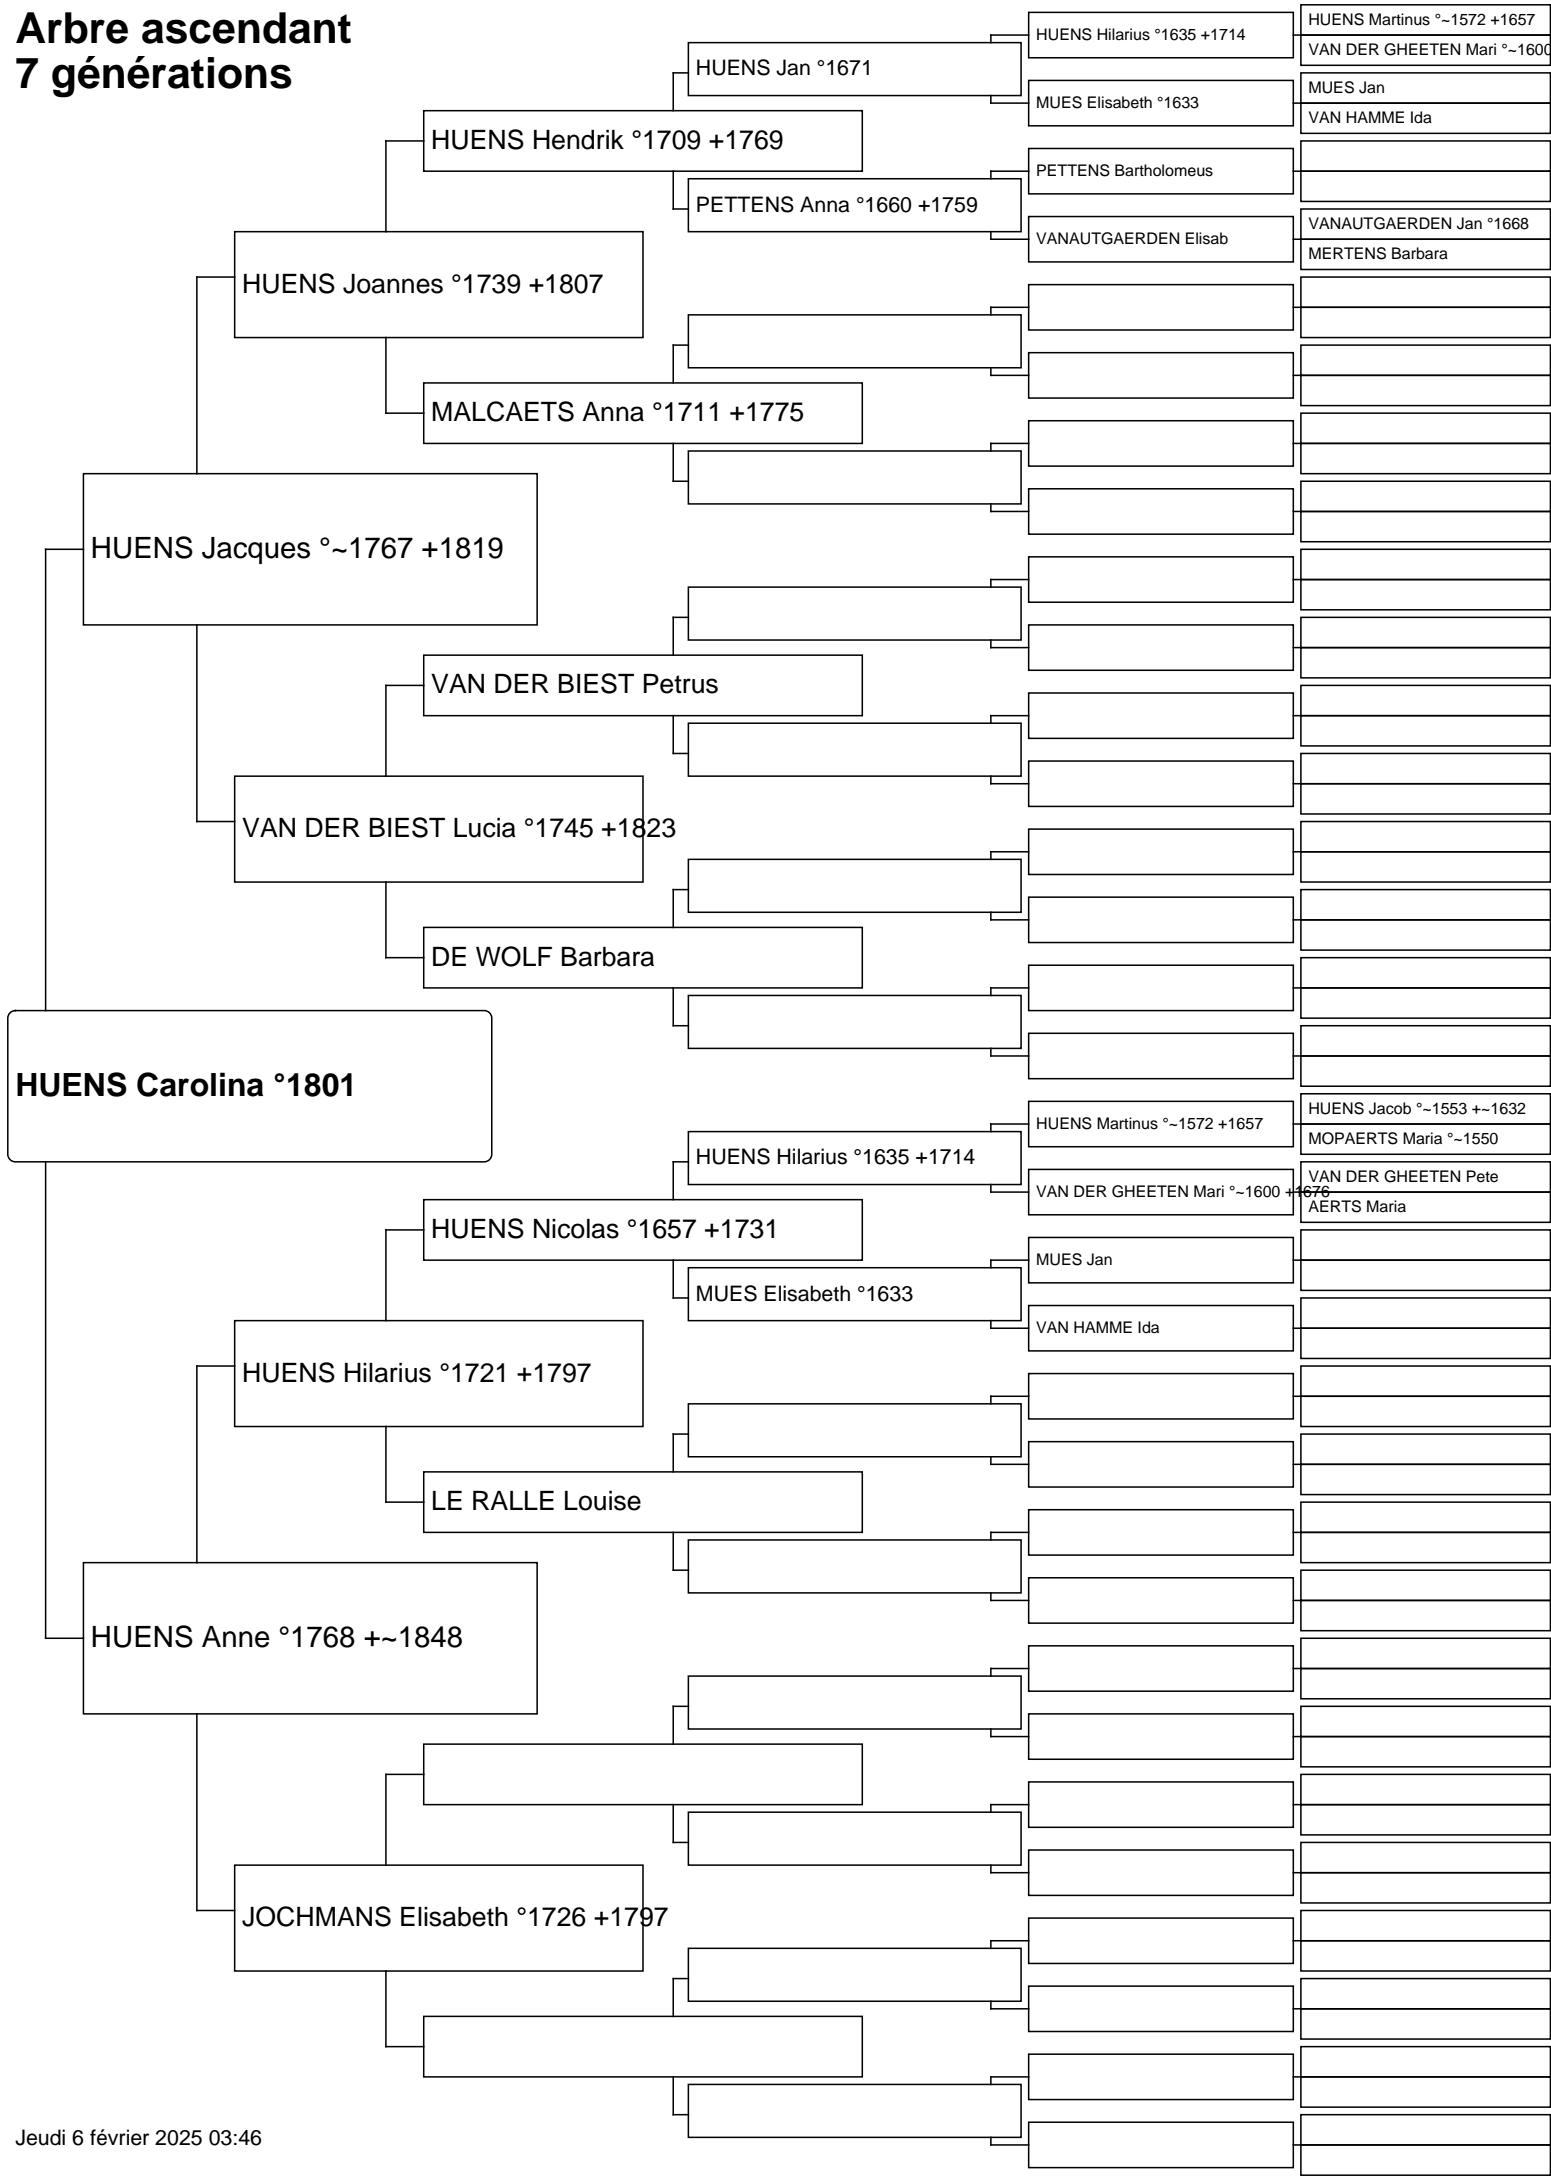 Arbre ascendant
7 générations
HUENS Hilarius °1635 +1714
HUENS Martinus °~1572 +1657
VAN DER GHEETEN Mari °~1600
HUENS Jan °1671
MUES Elisabeth °1633
MUES Jan
VAN HAMME Ida
HUENS Hendrik °1709 +1769
PETTENS Bartholomeus
PETTENS Anna °1660 +1759
VANAUTGAERDEN Elisab
VANAUTGAERDEN Jan °1668
MERTENS Barbara
HUENS Joannes °1739 +1807
MALCAETS Anna °1711 +1775
HUENS Jacques °~1767 +1819
VAN DER BIEST Petrus
VAN DER BIEST Lucia °1745 +1823
DE WOLF Barbara
HUENS Carolina °1801
HUENS Martinus °~1572 +1657
HUENS Jacob °~1553 +~1632
MOPAERTS Maria °~1550
HUENS Hilarius °1635 +1714
VAN DER GHEETEN Mari °~1600 +1676
VAN DER GHEETEN Pete
AERTS Maria
HUENS Nicolas °1657 +1731
MUES Jan
MUES Elisabeth °1633
VAN HAMME Ida
HUENS Hilarius °1721 +1797
LE RALLE Louise
HUENS Anne °1768 +~1848
JOCHMANS Elisabeth °1726 +1797
Jeudi 6 février 2025 03:46